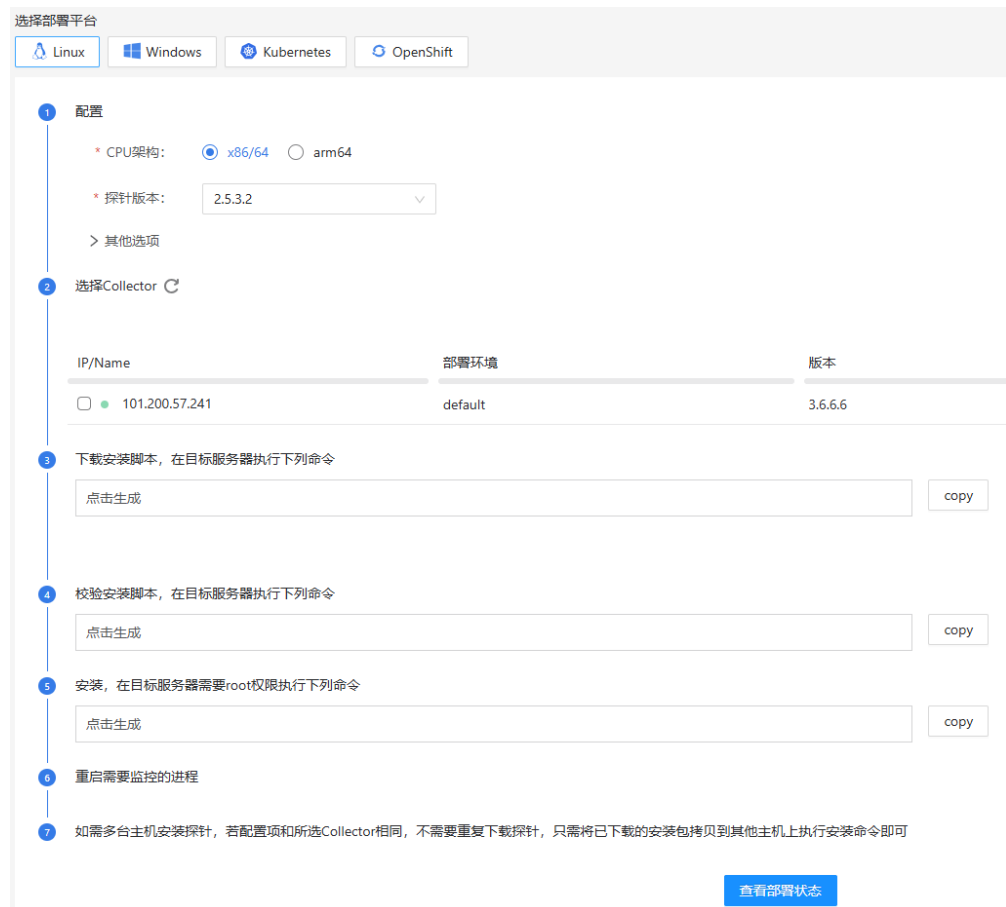 选择部署平台
Linux Windows Kubernetes OpenShift
1 配置
* CPU架构： x86/64 arm64
* 探针版本： 2.5.3.2
其他选项
2 选择Collector
IP/Name 部署环境 版本
101.200.57.241 default 3.6.6.6
3 下载安装脚本，在目标服务器执行下列命令
点击生成 copy
4 校验安装脚本，在目标服务器执行下列命令
点击生成 copy
5 安装，在目标服务器需要root权限执行下列命令
点击生成 copy
6 重启需要监控的进程
7 如需多台主机安装探针，若配置项和所选Collector相同，不需要重复下载探针，只需将已下载的安装包拷贝到其他主机上执行安装命令即可
查看部署状态